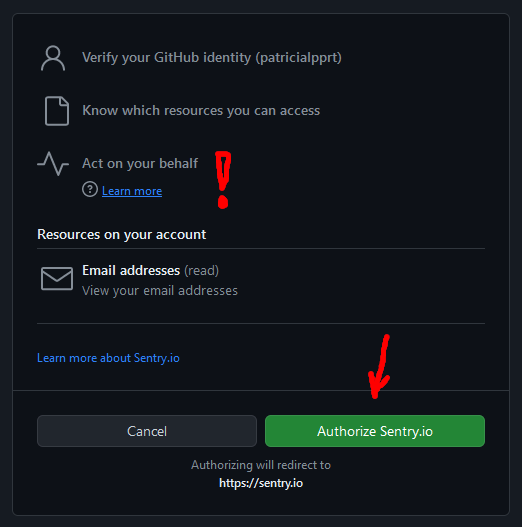 Verify your GitHub identity (patricialpprt)
Know which resources you can access
Act on your behalf
Learn more
Resources on your account
Email addresses (read)
View your email addresses
Learn more about Sentry.io
Cancel
Authorize Sentry.io
Authorizing will redirect to
https://sentry.io